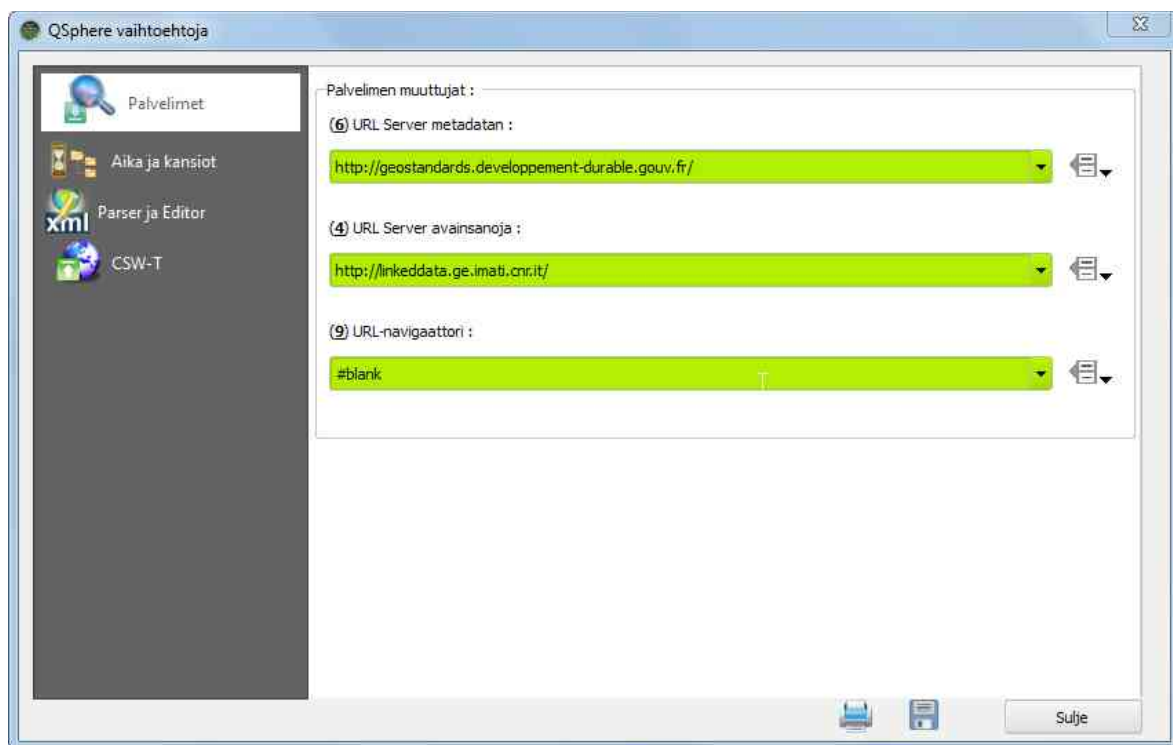 QSphere vaihtoehtoja
Palvelimet
Aika ja kansiot
xml Parser ja Editor
CSW-T
Palvelimen muuttujat :
(6) URL Server metadatan :
http://geostandards.developpement-durable.gouv.fr/
(4) URL Server avainsanoja :
http://linkeddata.ge.imati.cnr.it/
(9) URL-navigaattori :
#blank
Sulje